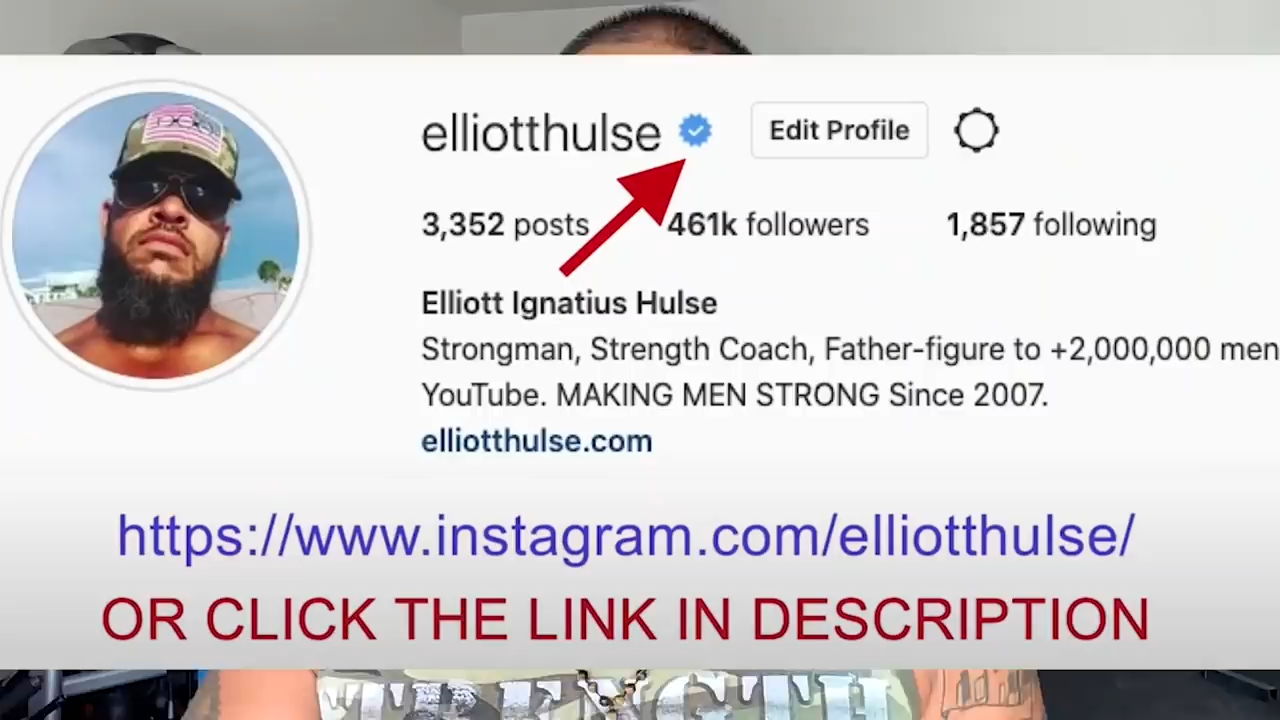 elliotthulse Edit Profile
3,352 posts 461k followers 1,857 following
Elliott Ignatius Hulse
Strongman, Strength Coach, Father-figure to +2,000,000 men
YouTube. MAKING MEN STRONG Since 2007.
elliotthulse.com
https://www.instagram.com/elliotthulse/
OR CLICK THE LINK IN DESCRIPTION